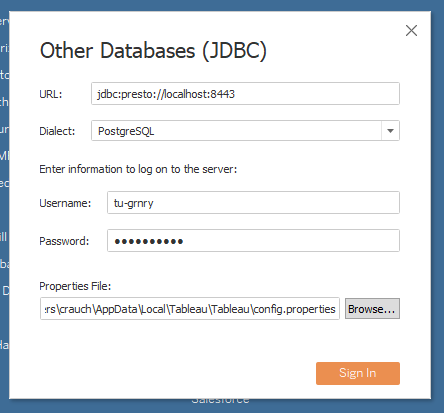 Other Databases (JDBC)
URL: jdbc:presto://localhost:8443
Dialect: PostgreSQL
Enter information to log on to the server:
Username: tu-grnry
Password: ●●●●●●●●●●
Properties File:
ers\crauch\AppData\Local\Tableau\Tableau\config.properties Browse...
Sign In
Salesforce